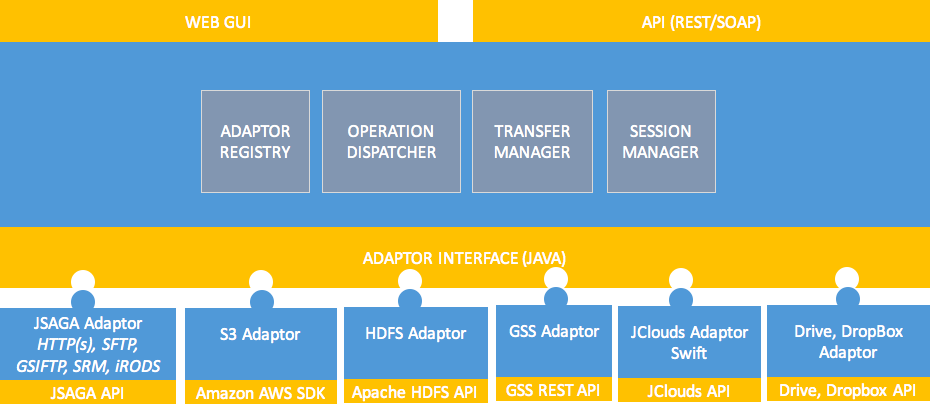 WEB GUI
API (REST/SOAP)
ADAPTOR
REGISTRY
OPERATION
DISPATCHER
TRANSFER
MANAGER
SESSION
MANAGER
ADAPTOR INTERFACE (JAVA)
JSAGA Adaptor
HTTP(s), SFTP,
GSIFTP, SRM, iRODS
JSAGA API
S3 Adaptor
Amazon AWS SDK
HDFS Adaptor
Apache HDFS API
GSS Adaptor
GSS REST API
JClouds Adaptor
Swift
JClouds API
Drive, DropBox
Adaptor
Drive, Dropbox API